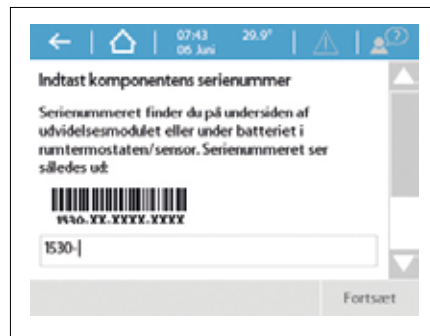 07:43 29.9°
06 Juni
?
Indtast komponentens serienummer
Serienummeret finder du på undersiden af
udvidelsesmodulet eller under batteriet i
rumtermostaten/sensor. Serienummeret ser
således ud:
1530-XX-XXXX-XXXX
1530-
Fortsæt